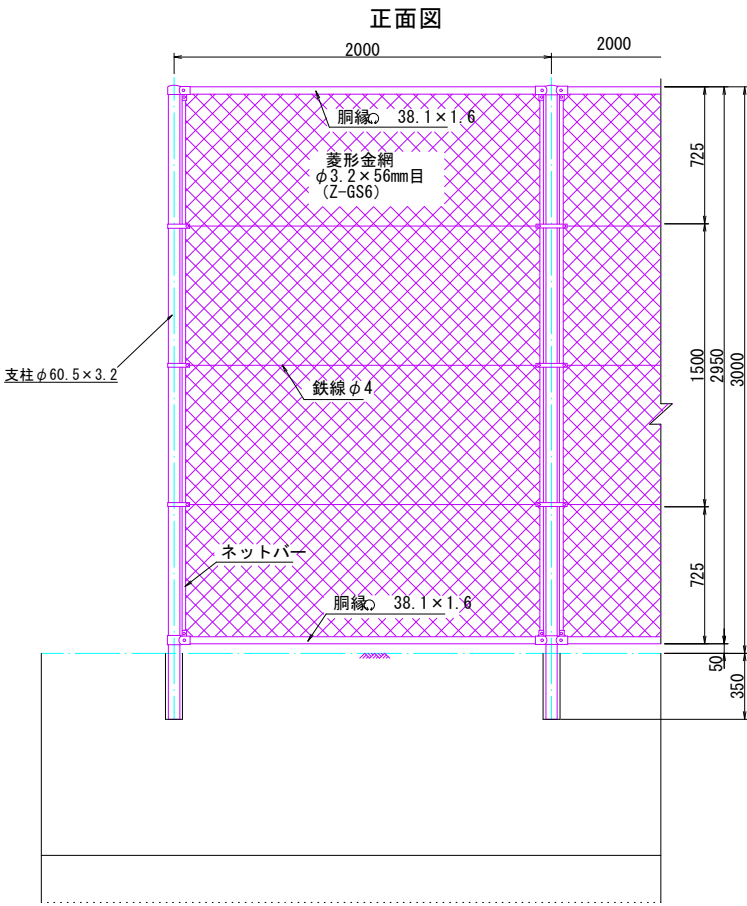 正面図
2000
2000
胴縁 38.1×1.6
菱形金網
φ3.2×56mm目
(Z-GS6)
725
支柱φ60.5×3.2
鉄線φ4
1500
2950
3000
ネットバー
725
胴縁 38.1×1.6
50
350